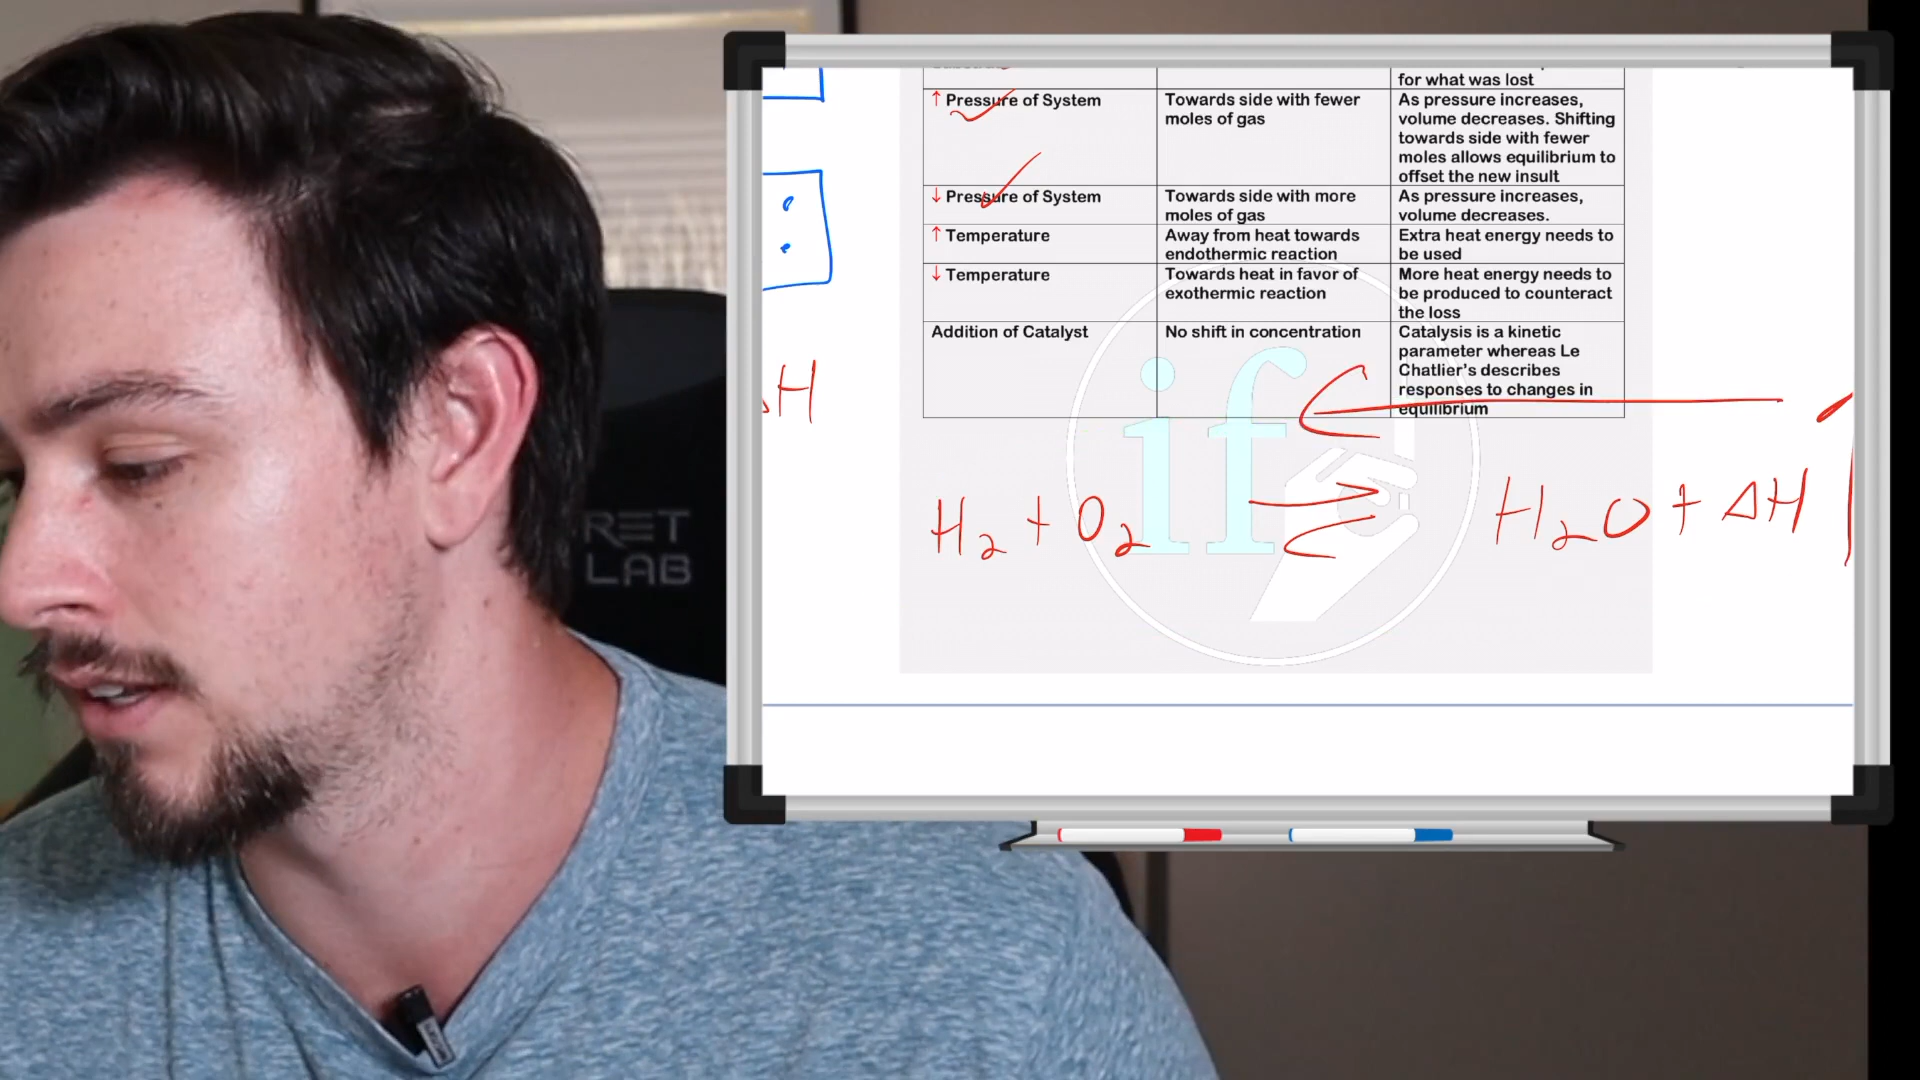 for what was lost
↑ Pressure of System
Towards side with fewer
moles of gas
As pressure increases,
volume decreases. Shifting
towards side with fewer
moles allows equilibrium to
offset the new insult
↓ Pressure of System
Towards side with more
moles of gas
As pressure increases,
volume decreases.
↑ Temperature
Away from heat towards
endothermic reaction
Extra heat energy needs to
be used
↓ Temperature
Towards heat in favor of
exothermic reaction
More heat energy needs to
be produced to counteract
the loss
Addition of Catalyst
No shift in concentration
Catalysis is a kinetic
parameter whereas Le
Chatlier's describes
responses to changes in
equilibrium
ΔH
if
H₂ + O₂ ⇌ H₂O + ΔH
RET
LAB